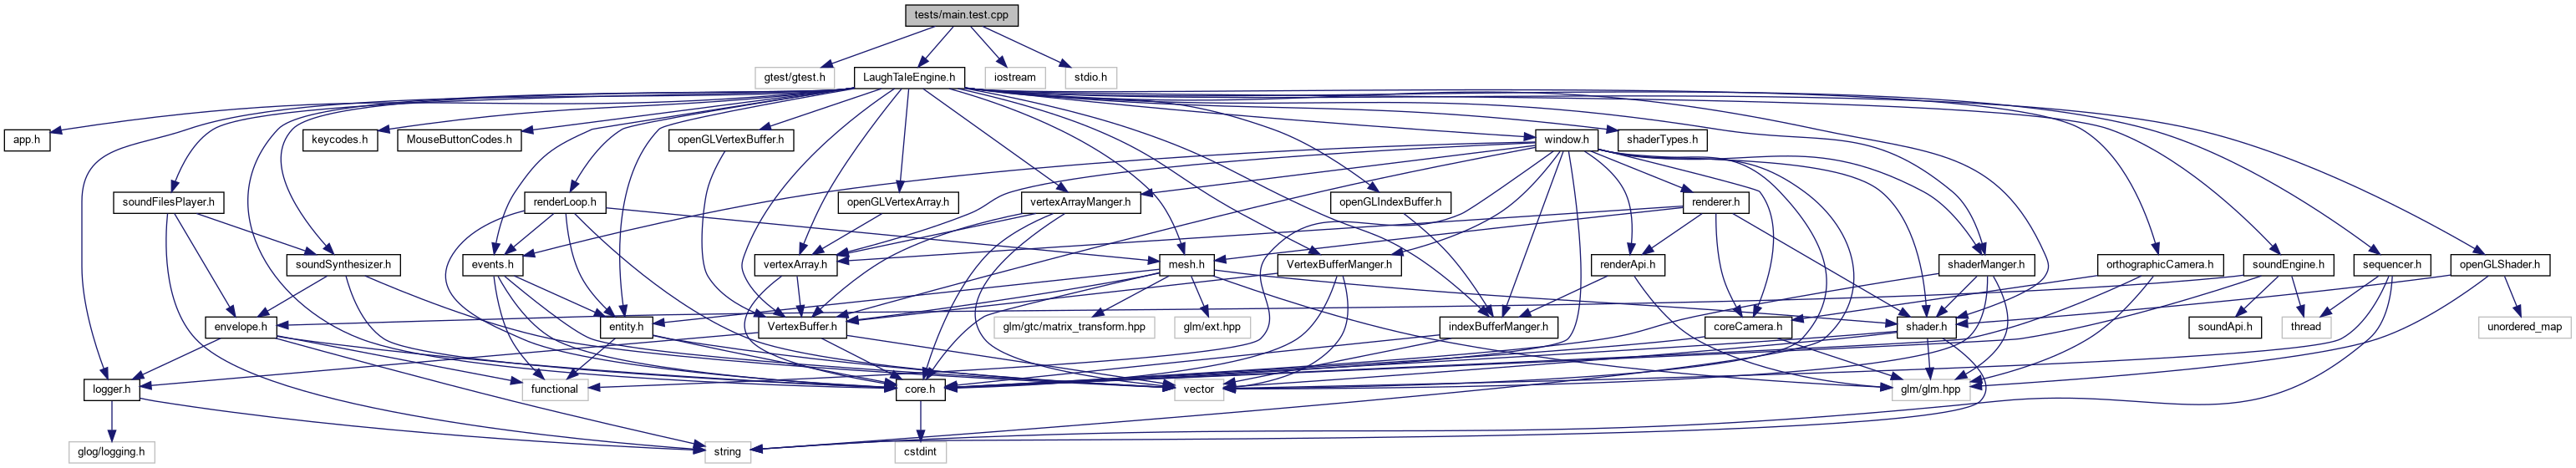 tests/main.test.cpp
gtest/gtest.h
LaughTaleEngine.h
iostream
stdio.h
app.h
keycodes.h
MouseButtonCodes.h
openGLVertexBuffer.h
window.h
shaderTypes.h
soundFilesPlayer.h
renderLoop.h
openGLVertexArray.h
vertexArrayManger.h
openGLIndexBuffer.h
renderer.h
soundSynthesizer.h
events.h
vertexArray.h
mesh.h
VertexBufferManger.h
renderApi.h
shaderManger.h
orthographicCamera.h
soundEngine.h
sequencer.h
openGLShader.h
envelope.h
entity.h
VertexBuffer.h
glm/gtc/matrix_transform.hpp
glm/ext.hpp
indexBufferManger.h
coreCamera.h
shader.h
soundApi.h
thread
unordered_map
logger.h
functional
core.h
vector
glm/glm.hpp
glog/logging.h
string
cstdint